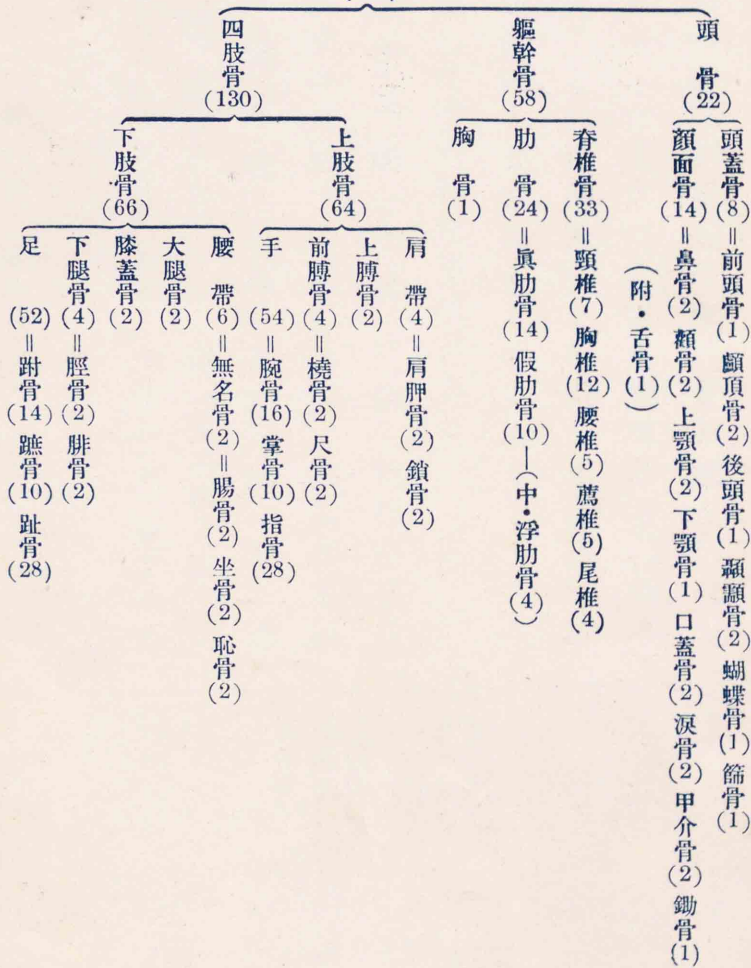 頭骨(22)
頭蓋骨(8)=前頭骨(1) 顱頂骨(2) 後頭骨(1) 顳顬骨(2) 蝴蝶骨(1) 篩骨(1)
顏面骨(14)=鼻骨(2) 顴骨(2) 上顎骨(2) 下顎骨(1) 口蓋骨(2) 淚骨(2) 甲介骨(2) 鋤骨(1)
(附・舌骨(1))
軀幹骨(58)
脊椎骨(33)=頸椎(7) 胸椎(12) 腰椎(5) 薦椎(5) 尾椎(4)
肋骨(24)=眞肋骨(14) 假肋骨(10)—(中・浮肋骨(4))
胸骨(1)
四肢骨(130)
上肢骨(64)
肩帶(4)=肩胛骨(2) 鎖骨(2)
上膊骨(2)
前膊骨(4)=橈骨(2) 尺骨(2)
手(54)=腕骨(16) 掌骨(10) 指骨(28)
下肢骨(66)
腰帶(6)=無名骨(2)=腸骨(2) 坐骨(2) 恥骨(2)
大腿骨(2)
膝蓋骨(2)
下腿骨(4)=脛骨(2) 腓骨(2)
足(52)=跗骨(14) 蹠骨(10) 趾骨(28)